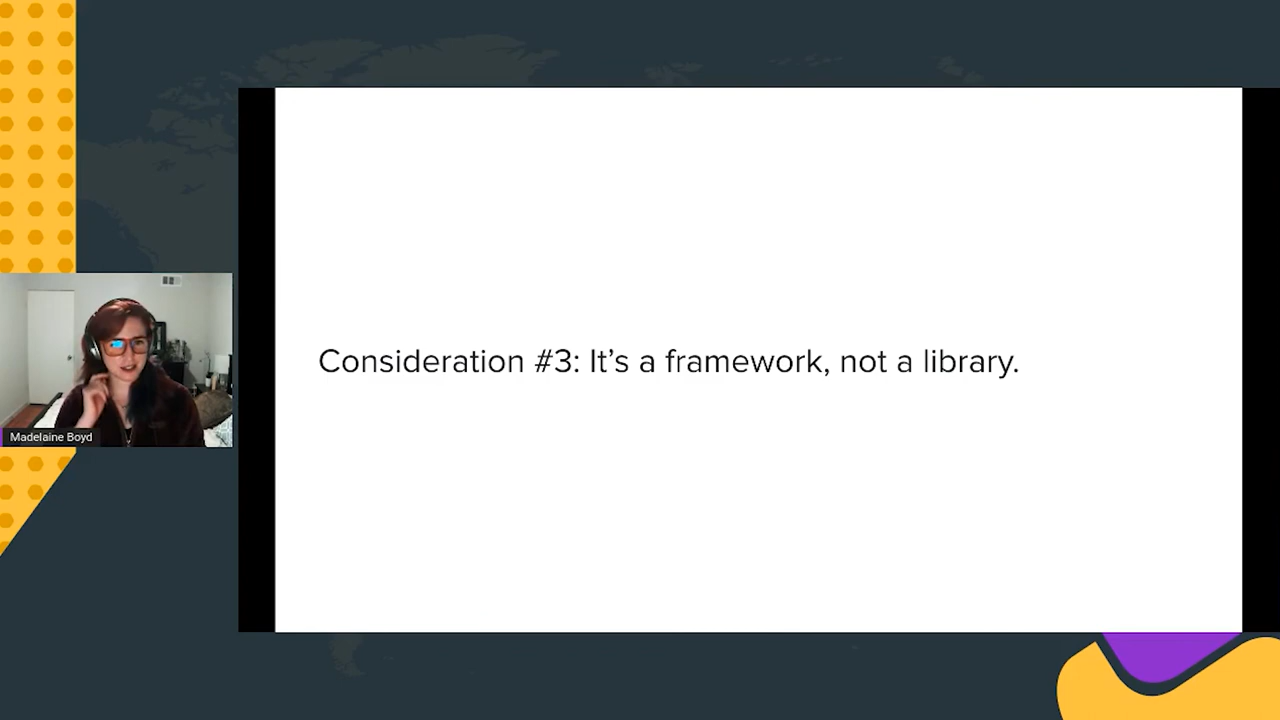 Consideration #3: It’s a framework, not a library.
Madelaine Boyd